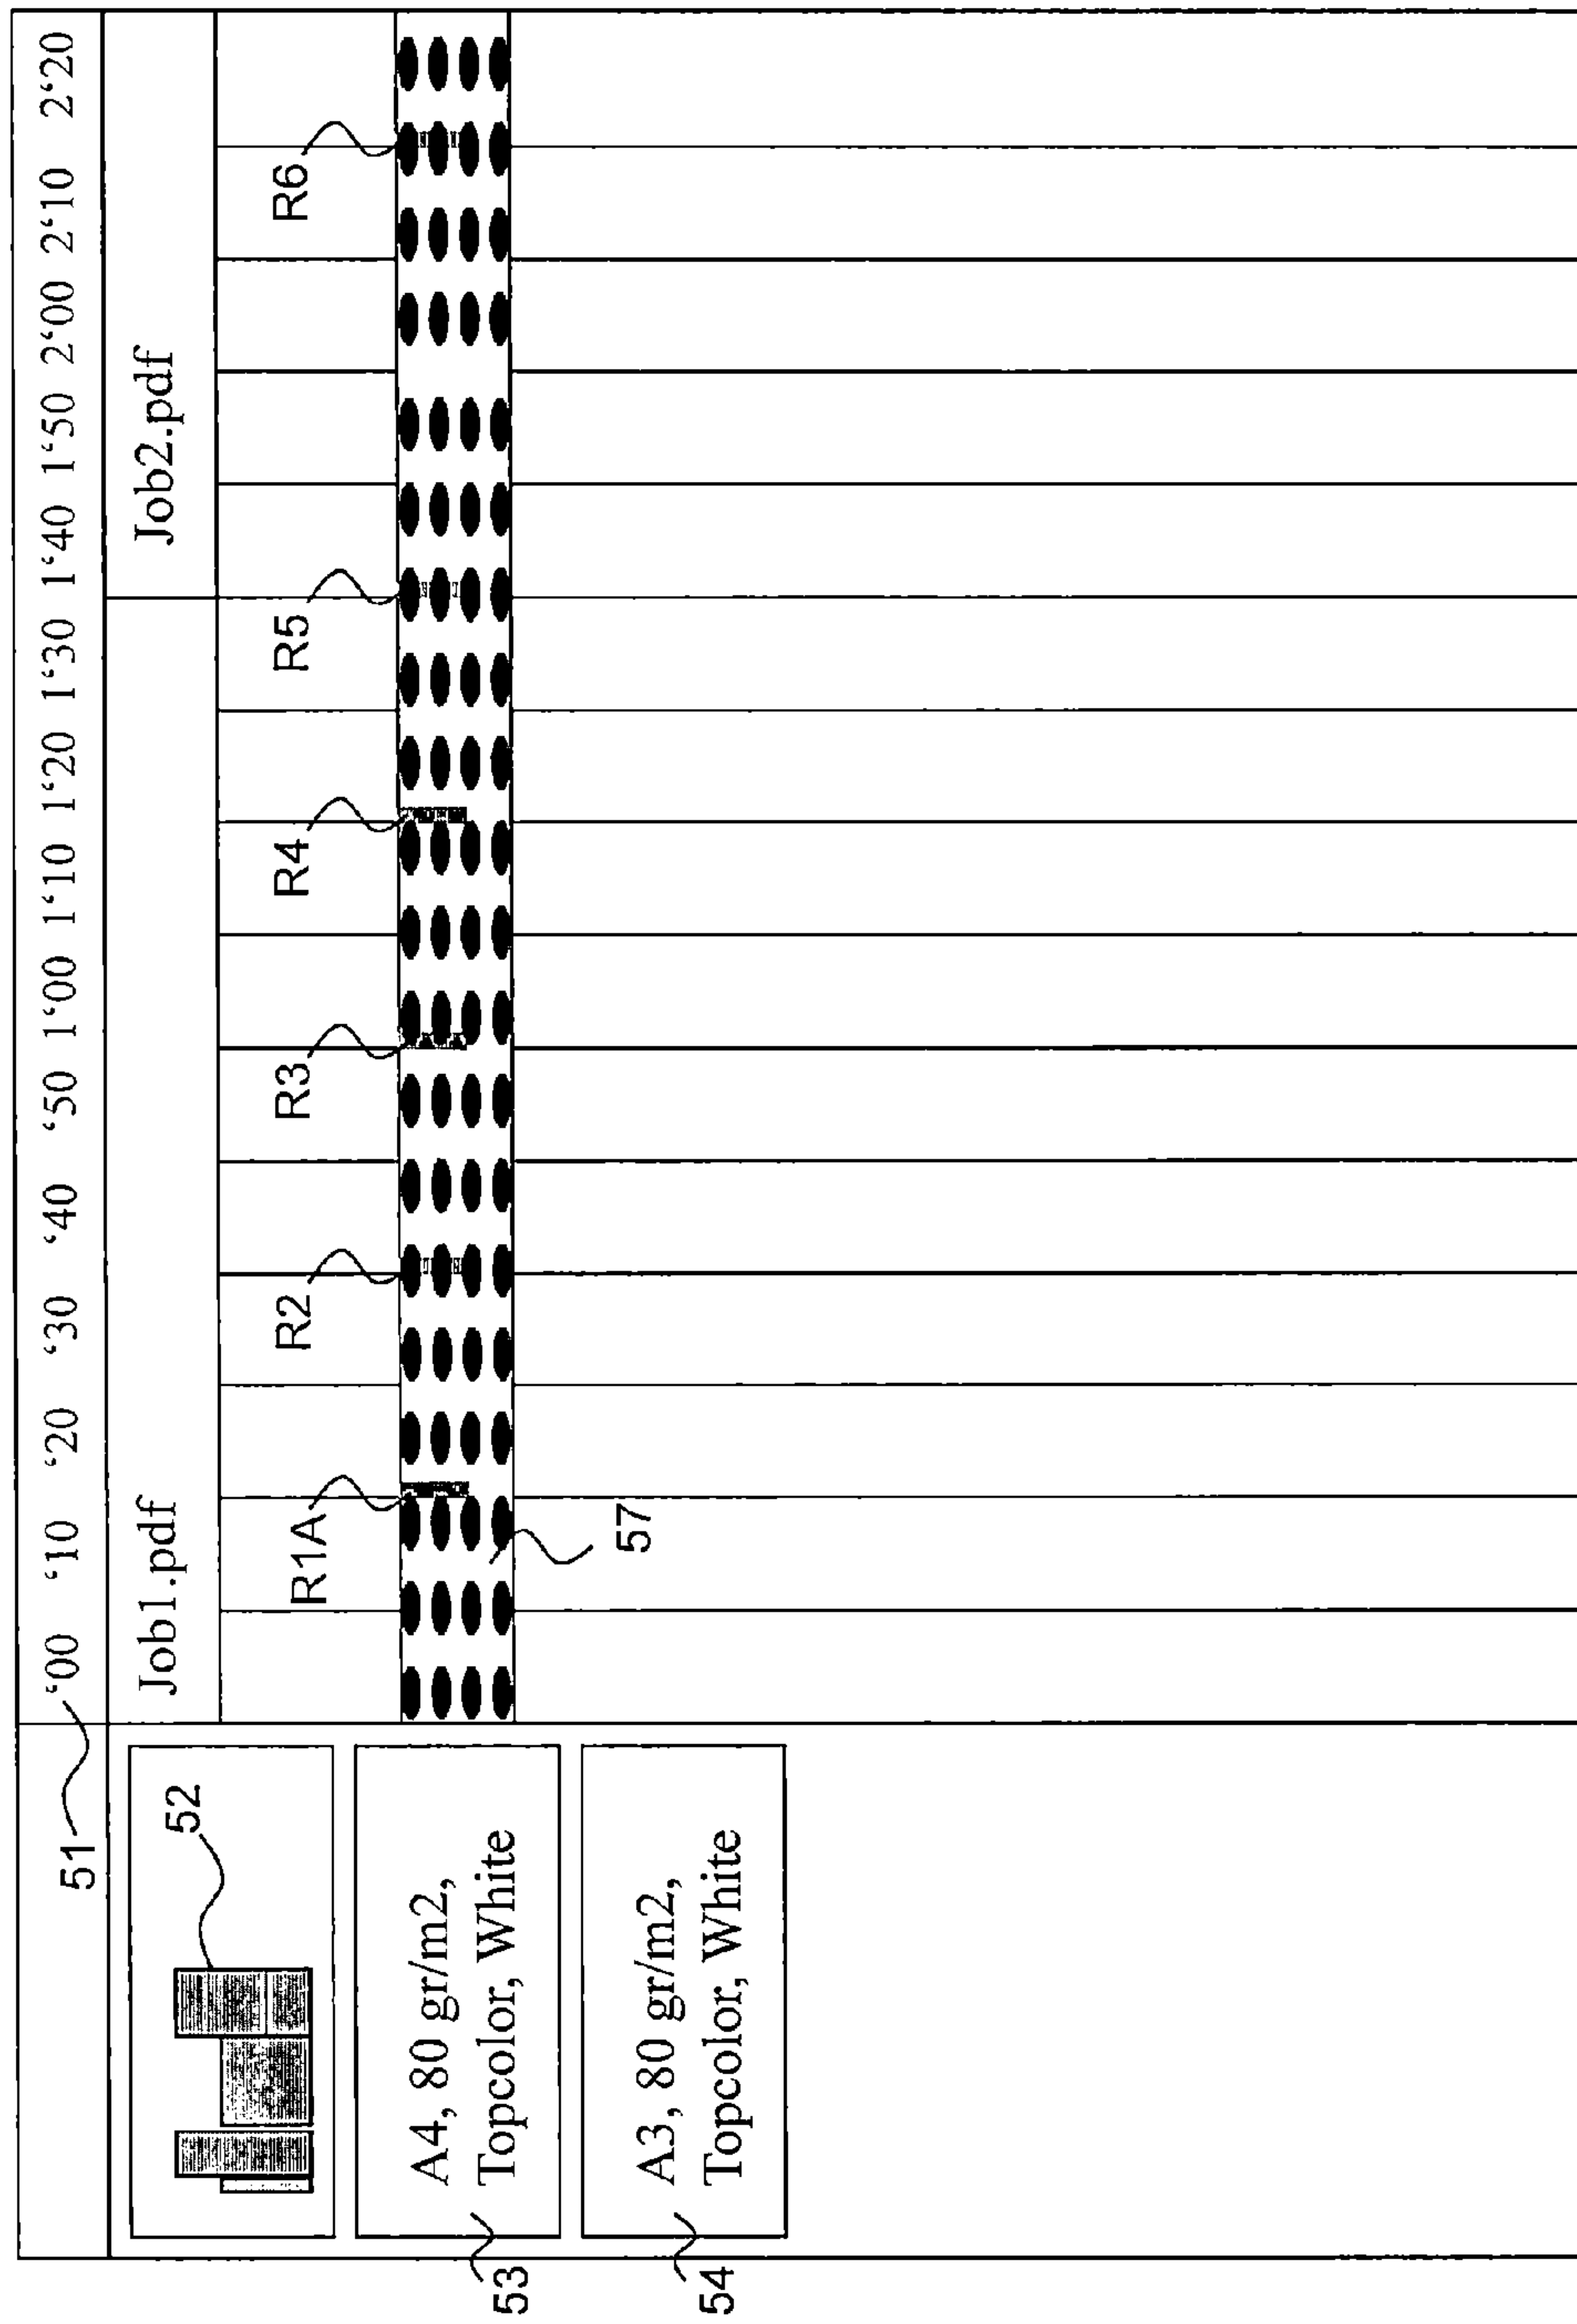 ‘00 ‘10 ‘20 ‘30 ‘40 ‘50 1‘00 1‘10 1‘20 1‘30 1‘40 1‘50 2‘00 2‘10 2‘20
51
Job1.pdf Job2.pdf
52
R1A R2 R3 R4 R5 R6
A4, 80 gr/m2,
Topcolor, White
53
57
A3, 80 gr/m2,
Topcolor, White
54